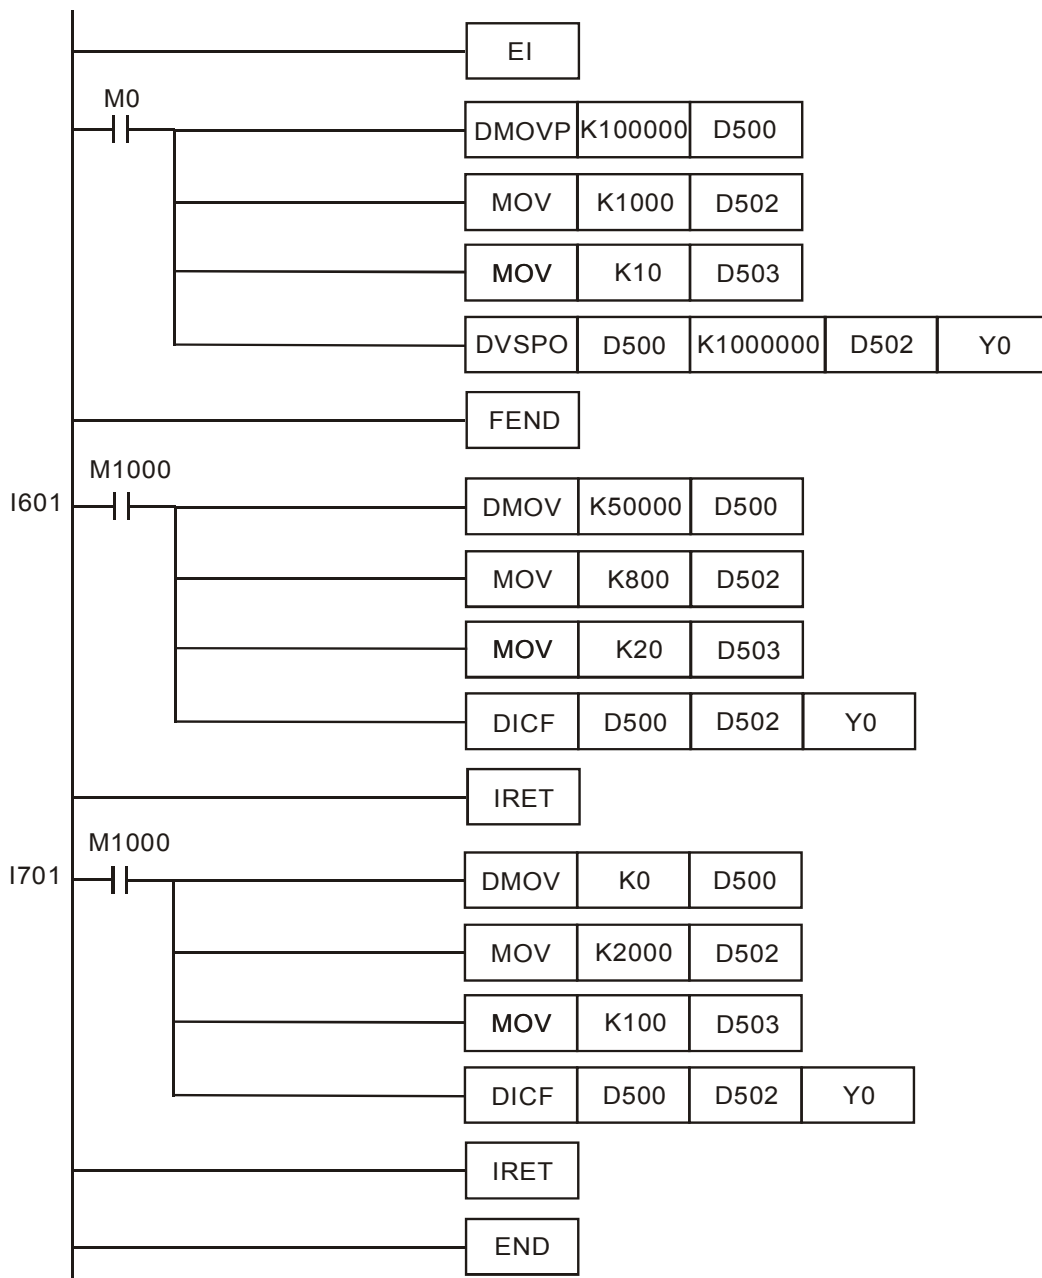 EI
M0
DMOVP K100000 D500
MOV K1000 D502
MOV K10 D503
DVSPO D500 K1000000 D502 Y0
FEND
M1000
I601
DMOV K50000 D500
MOV K800 D502
MOV K20 D503
DICF D500 D502 Y0
IRET
M1000
I701
DMOV K0 D500
MOV K2000 D502
MOV K100 D503
DICF D500 D502 Y0
IRET
END